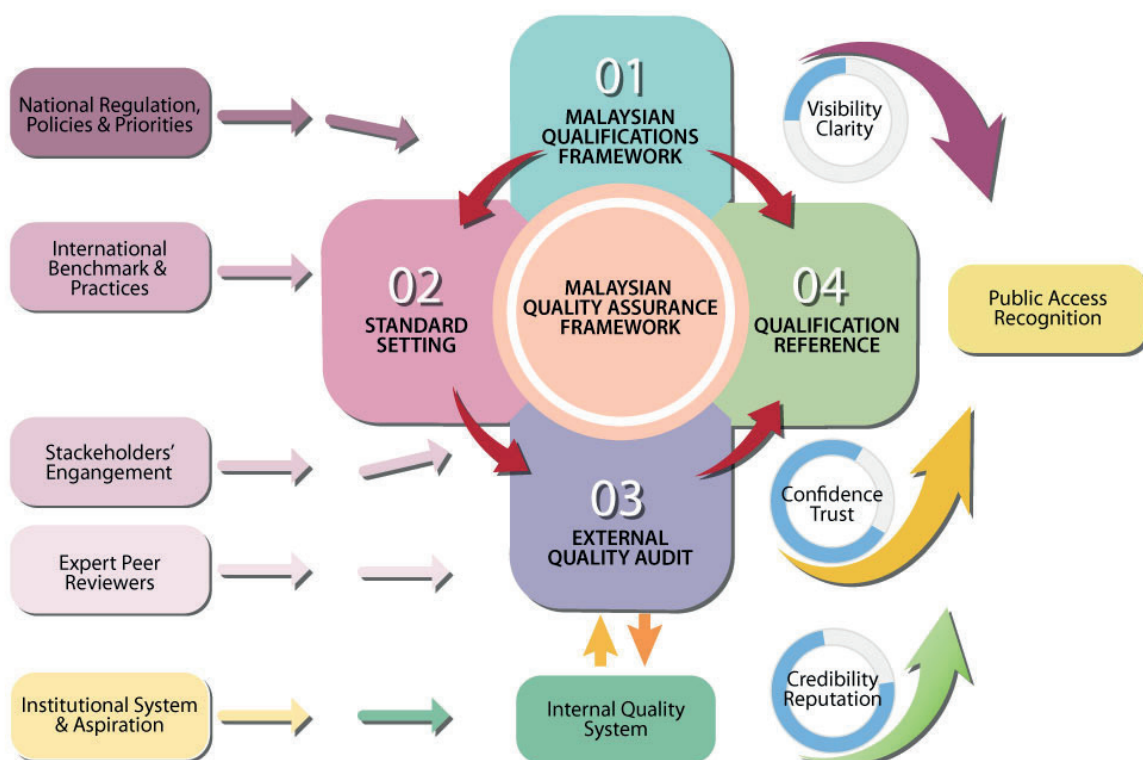 National Regulation,
Policies & Priorities
International
Benchmark &
Practices
Stackeholders'
Engangement
Expert Peer
Reviewers
Institutional System
& Aspiration
01
MALAYSIAN
QUALIFICATIONS
FRAMEWORK
02
STANDARD
SETTING
MALAYSIAN
QUALITY ASSURANCE
FRAMEWORK
04
QUALIFICATION
REFERENCE
03
EXTERNAL
QUALITY AUDIT
Internal Quality
System
Visibility
Clarity
Confidence
Trust
Credibility
Reputation
Public Access
Recognition